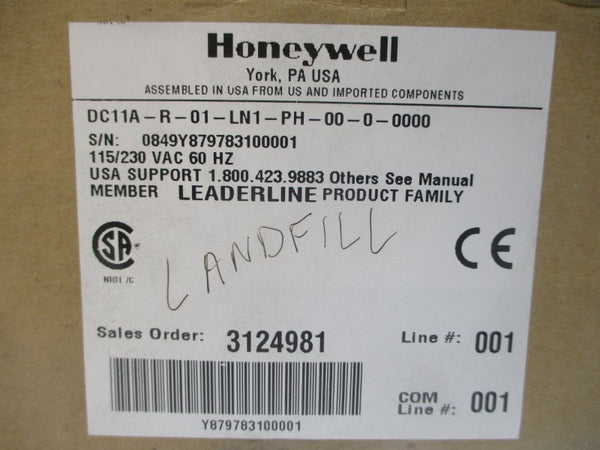 Honeywell
York, PA USA
ASSEMBLED IN USA FROM US AND IMPORTED COMPONENTS
DC11A-R-01-LN1-PH-00-0-0000
S/N: 0849Y879783100001
115/230 VAC 60 HZ
USA SUPPORT 1.800.423.9883 Others See Manual
MEMBER LEADERLINE PRODUCT FAMILY
SA
NRTL/C
CE
LANDFILL
Sales Order: 3124981
Line #: 001
COM
Line #: 001
Y879783100001